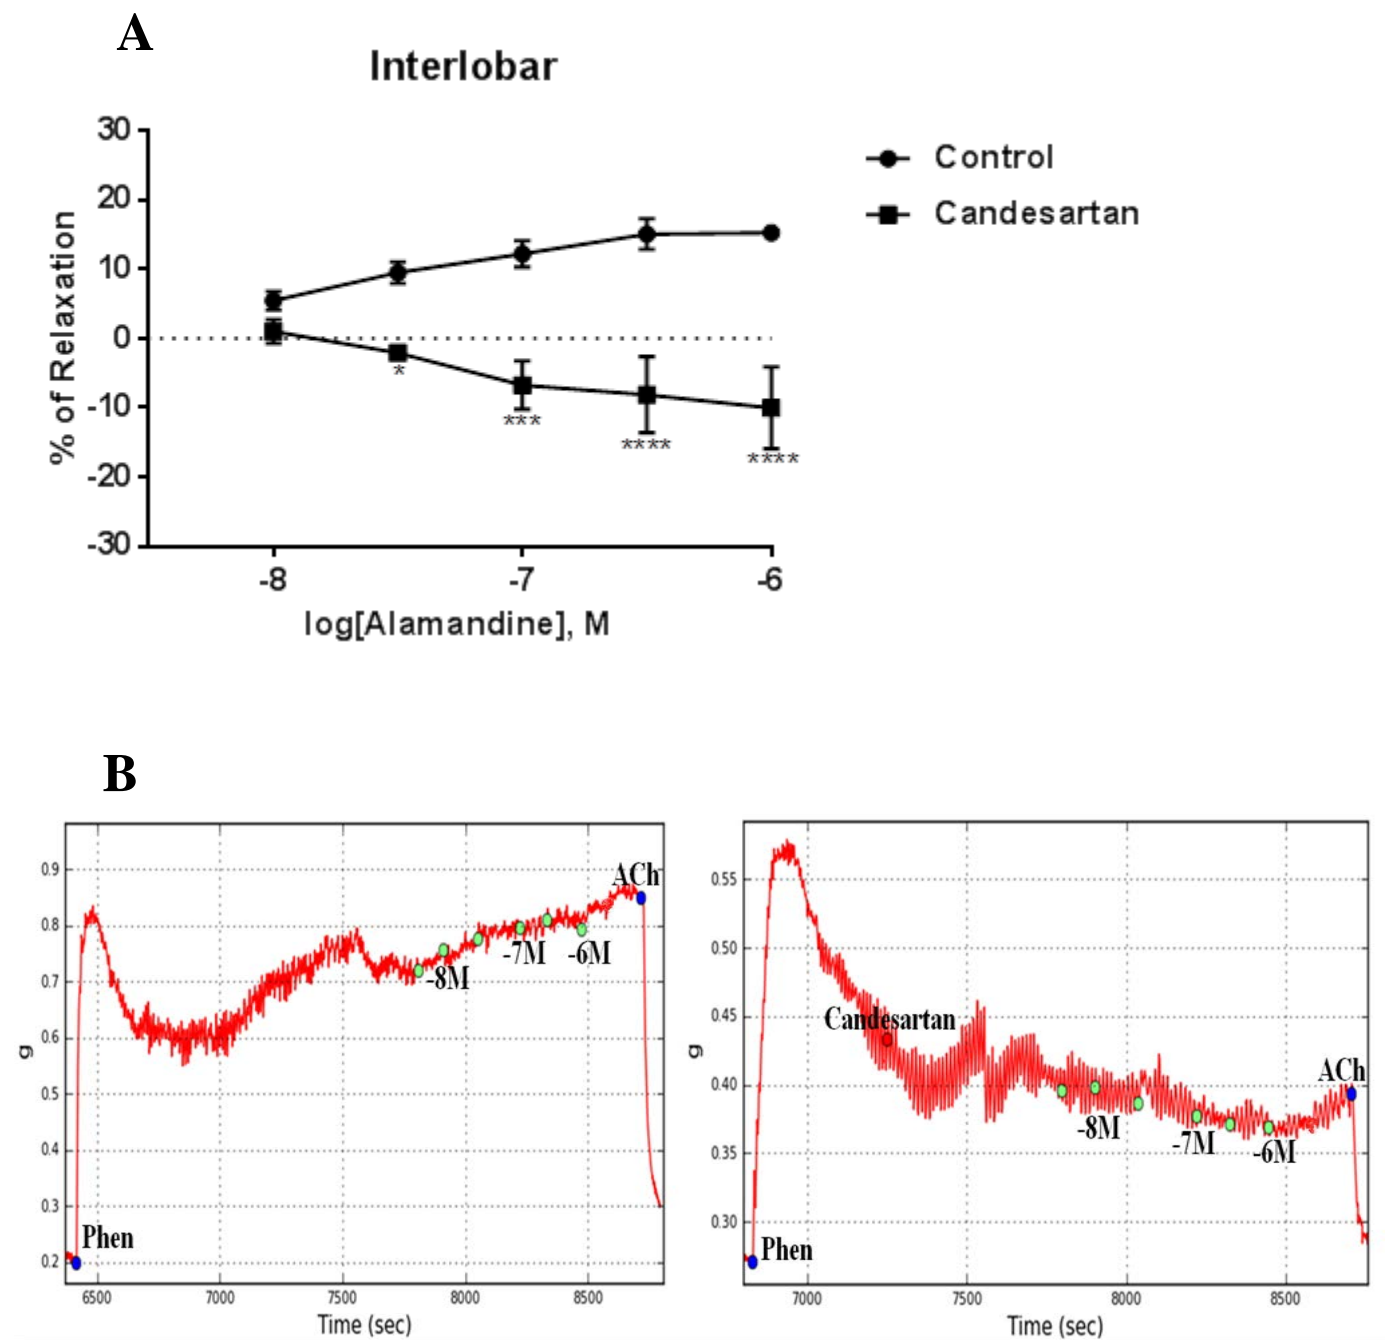 A
Interlobar
30
20
10
0
-10
-20
-30
% of Relaxation
Control
Candesartan
*
***
****
****
-8
-7
-6
log[Alamandine], M
B
0.9
0.8
0.7
0.6
0.5
0.4
0.3
0.2
g
ACh
-8M
-7M
-6M
Phen
6500
7000
7500
8000
8500
Time (sec)
0.55
0.50
0.45
0.40
0.35
0.30
g
Candesartan
ACh
-8M
-7M
-6M
Phen
7000
7500
8000
8500
Time (sec)